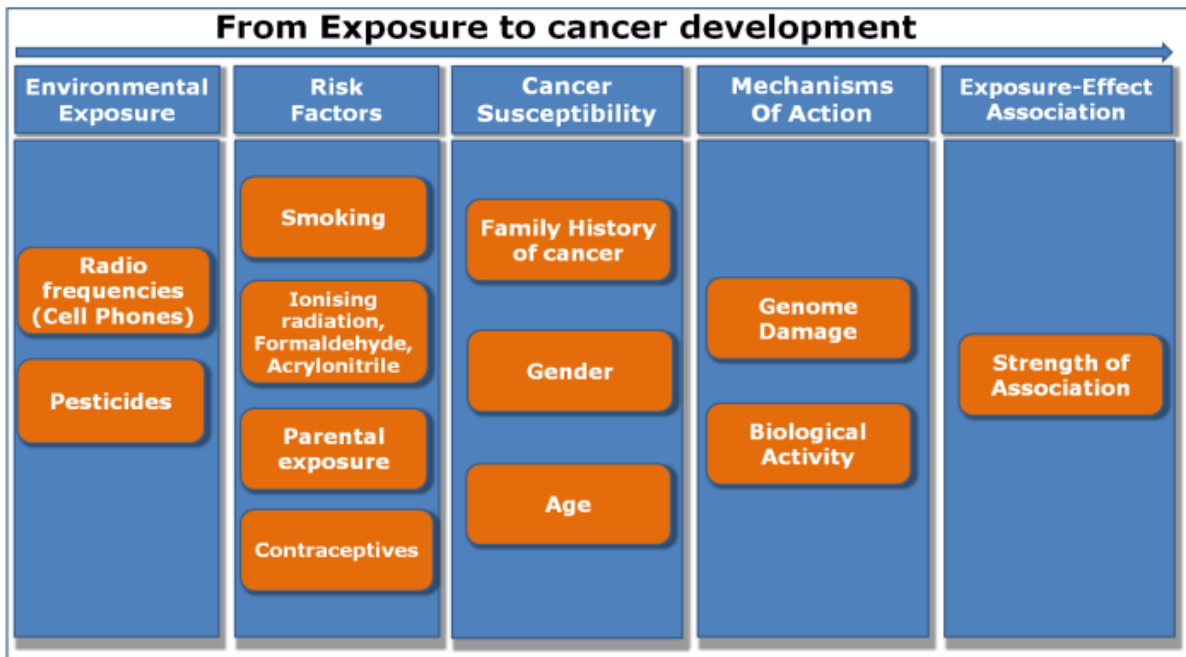 From Exposure to cancer development
Environmental
Exposure
Risk
Factors
Cancer
Susceptibility
Mechanisms
Of Action
Exposure-Effect
Association
Radio
frequencies
(Cell Phones)
Pesticides
Smoking
Ionising
radiation,
Formaldehyde,
Acrylonitrile
Parental
exposure
Contraceptives
Family History
of cancer
Gender
Age
Genome
Damage
Biological
Activity
Strength of
Association